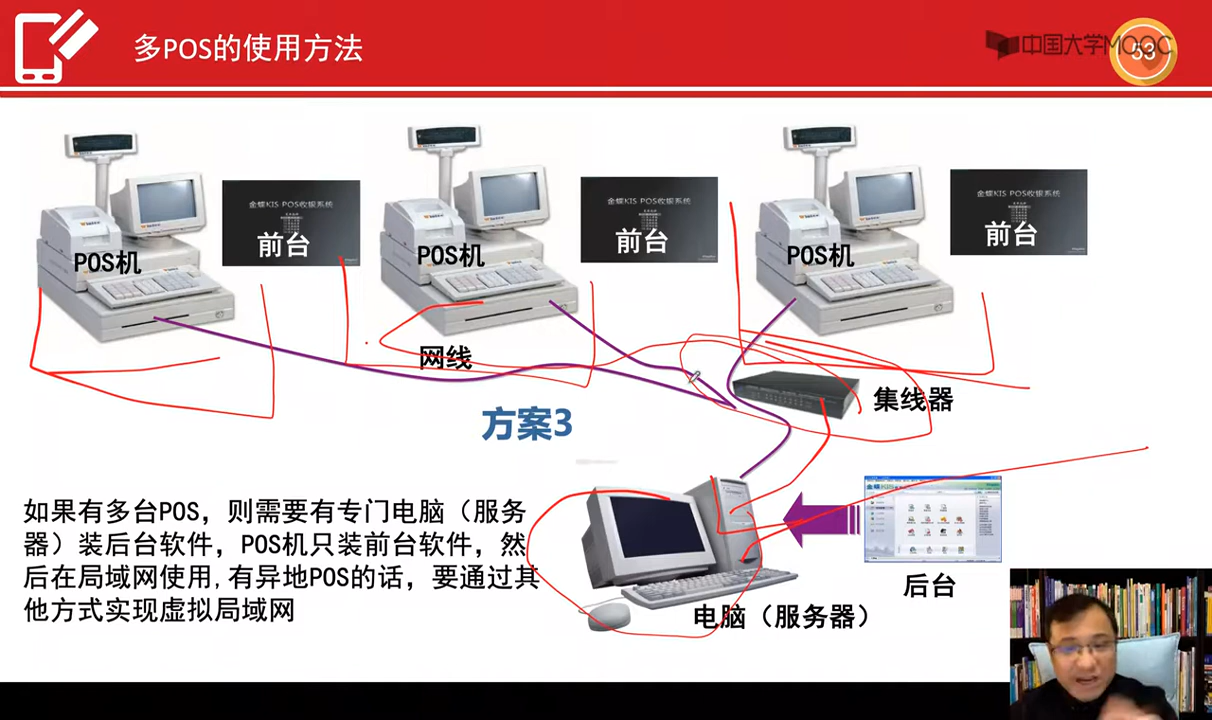 多POS的使用方法
中国大学MOOC
53
金蝶KIS POS收银系统
前台
POS机
金蝶KIS POS收银系统
前台
POS机
金蝶KIS POS收银系统
前台
POS机
网线
集线器
方案3
如果有多台POS，则需要有专门电脑（服务
器）装后台软件，POS机只装前台软件，然
后在局域网使用,有异地POS的话，要通过其
他方式实现虚拟局域网
后台
电脑（服务器）